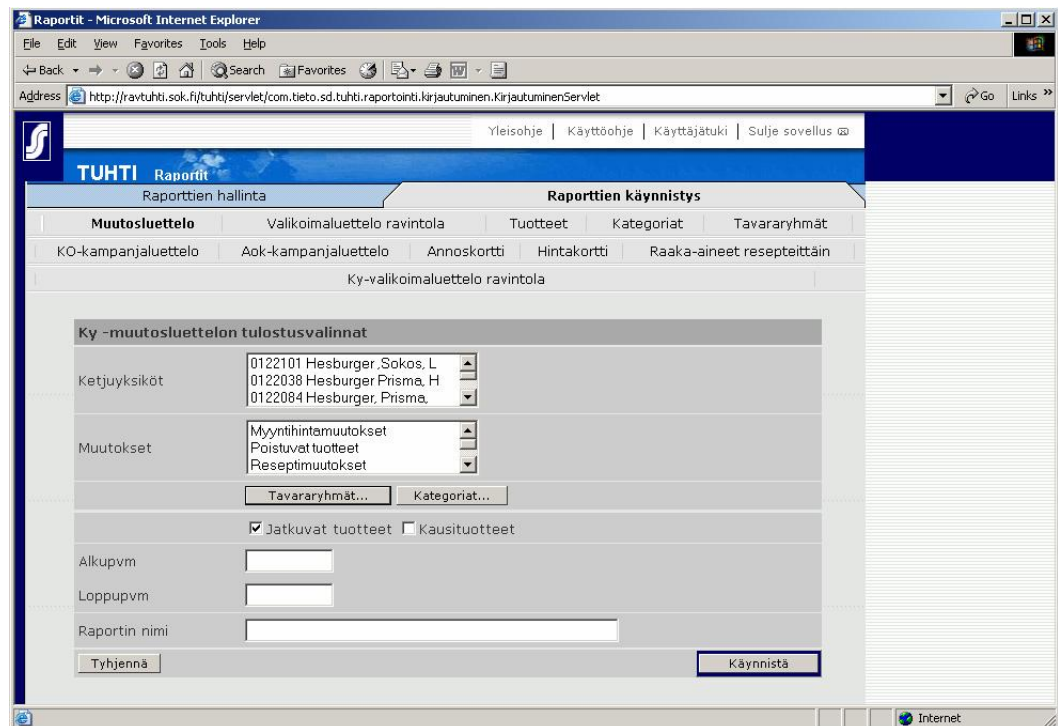 Raportit - Microsoft Internet Explorer
File Edit View Favorites Tools Help
Back Search Favorites
Address http://ravtuhti.sok.fi/tuhti/servlet/com.tieto.sd.tuhti.raportointi.kirjautuminen.KirjautuminenServlet Go Links »
Yleisohje | Käyttöohje | Käyttäjätuki | Sulje sovellus
TUHTI Raportit
Raporttien hallinta Raporttien käynnistys
Muutosluettelo Valikoimaluettelo ravintola Tuotteet Kategoriat Tavararyhmät
KO-kampanjaluettelo Aok-kampanjaluettelo Annoskortti Hintakortti Raaka-aineet resepteittäin
Ky-valikoimaluettelo ravintola
Ky -muutosluettelon tulostusvalinnat
Ketjuyksiköt
0122101 Hesburger ,Sokos, L
0122038 Hesburger Prisma, H
0122084 Hesburger, Prisma,
Muutokset
Myyntihintamuutokset
Poistuvat tuotteet
Reseptimuutokset
Tavararyhmät... Kategoriat...
Jatkuvat tuotteet Kausituotteet
Alkupvm
Loppupvm
Raportin nimi
Tyhjennä Käynnistä
Internet